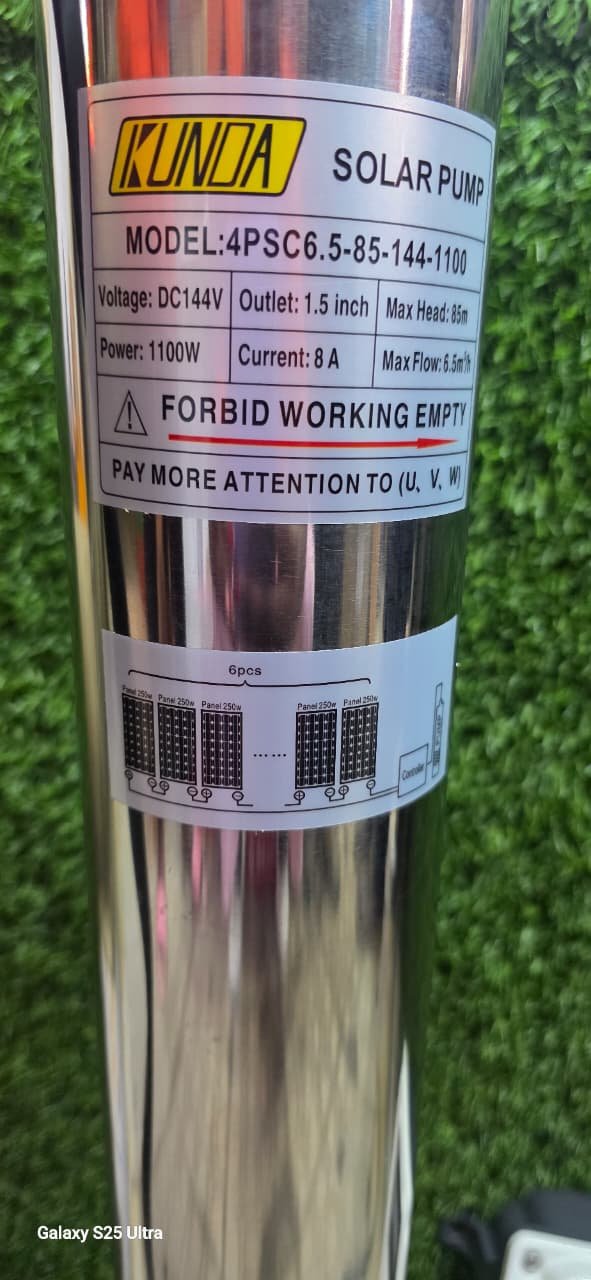 KUNDA SOLAR PUMP
MODEL:4PSC6.5-85-144-1100
Voltage: DC144V Outlet: 1.5 inch Max Head: 85m
Power: 1100W Current: 8 A Max Flow: 6.5m³/h
FORBID WORKING EMPTY
PAY MORE ATTENTION TO (U、V、W)
6pcs
Panel 250w Panel 250w Panel 250w Panel 250w Panel 250w
PUMP
Controller
Galaxy S25 Ultra